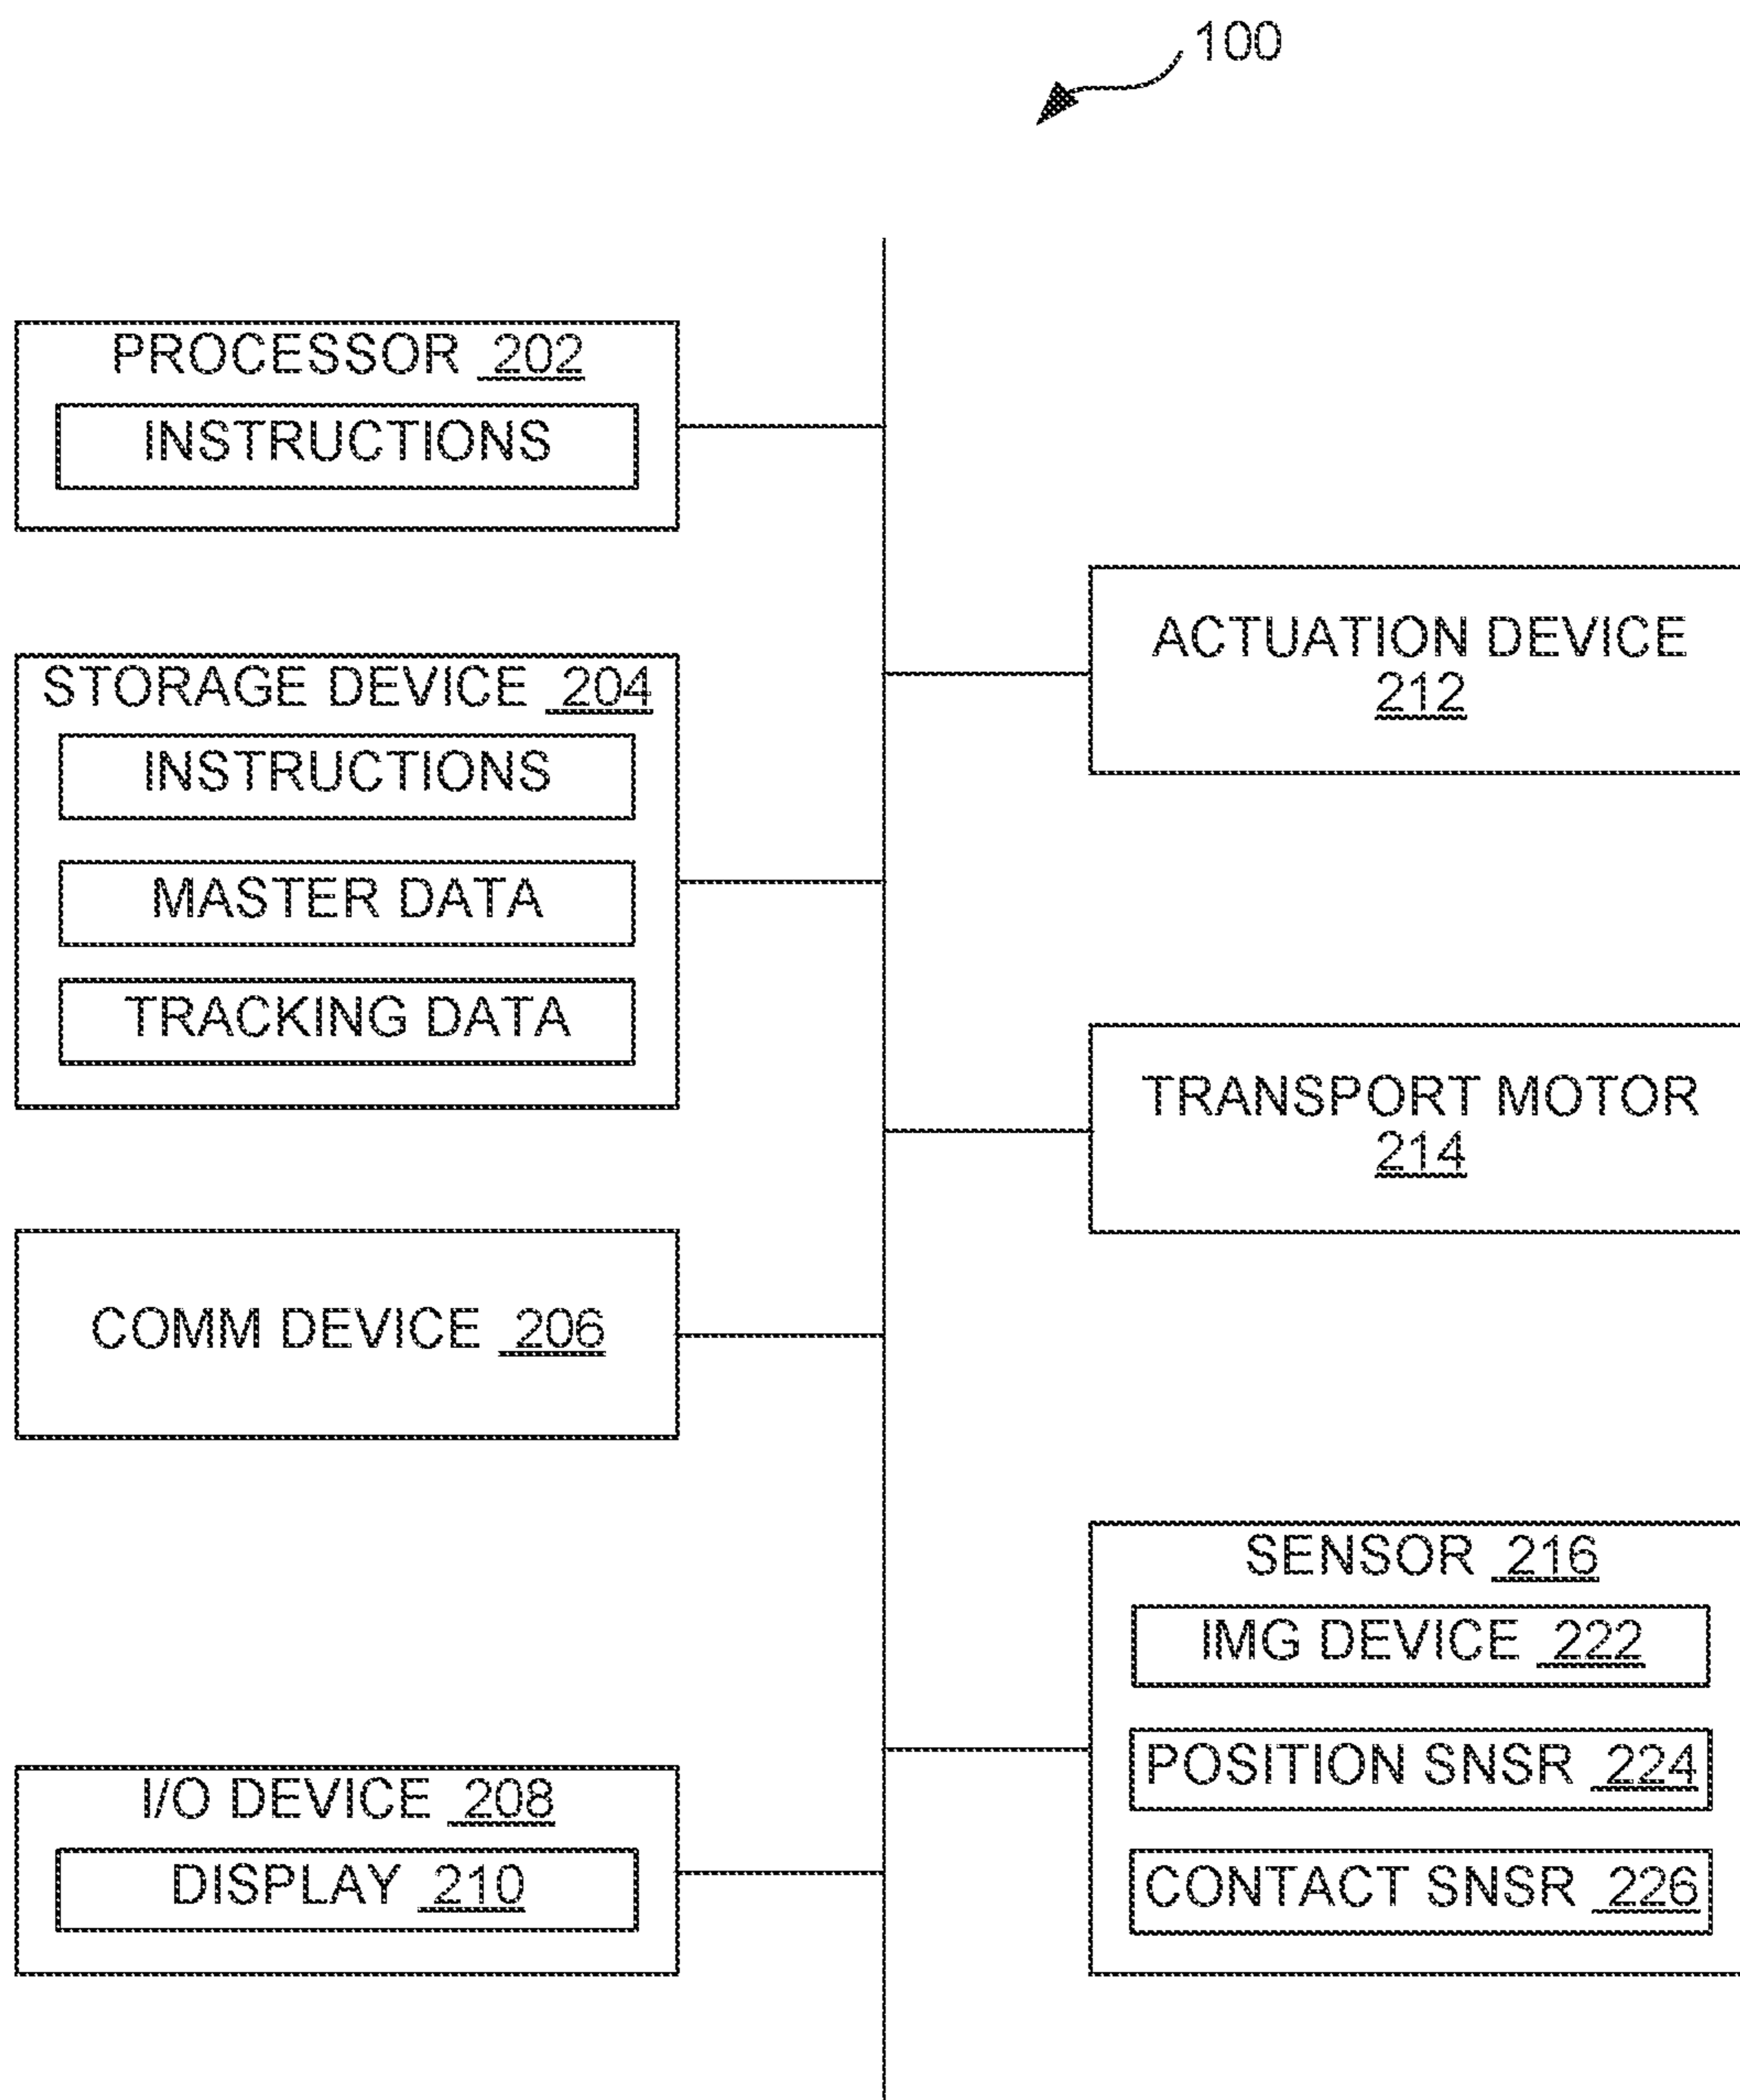 100
PROCESSOR 202
INSTRUCTIONS
STORAGE DEVICE 204
INSTRUCTIONS
MASTER DATA
TRACKING DATA
COMM DEVICE 206
I/O DEVICE 208
DISPLAY 210
ACTUATION DEVICE
212
TRANSPORT MOTOR
214
SENSOR 216
IMG DEVICE 222
POSITION SNSR 224
CONTACT SNSR 226